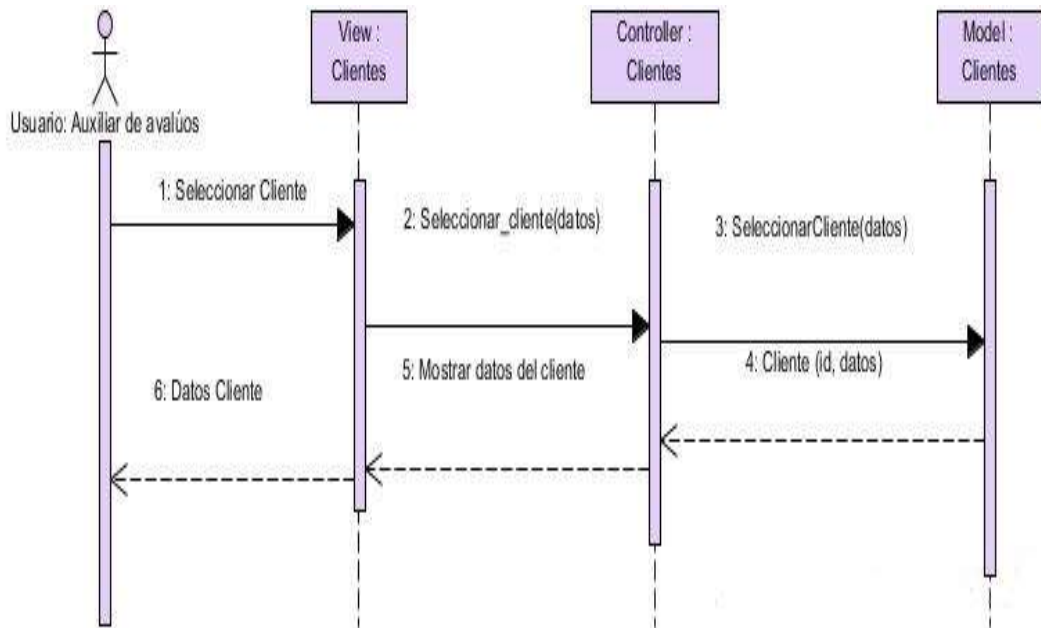 View :
Clientes
Controller :
Clientes
Model :
Clientes
Usuario: Auxiliar de avalúos
1: Seleccionar Cliente
2: Seleccionar_cliente(datos)
3: SeleccionarCliente(datos)
4: Cliente (id, datos)
5: Mostrar datos del cliente
6: Datos Cliente